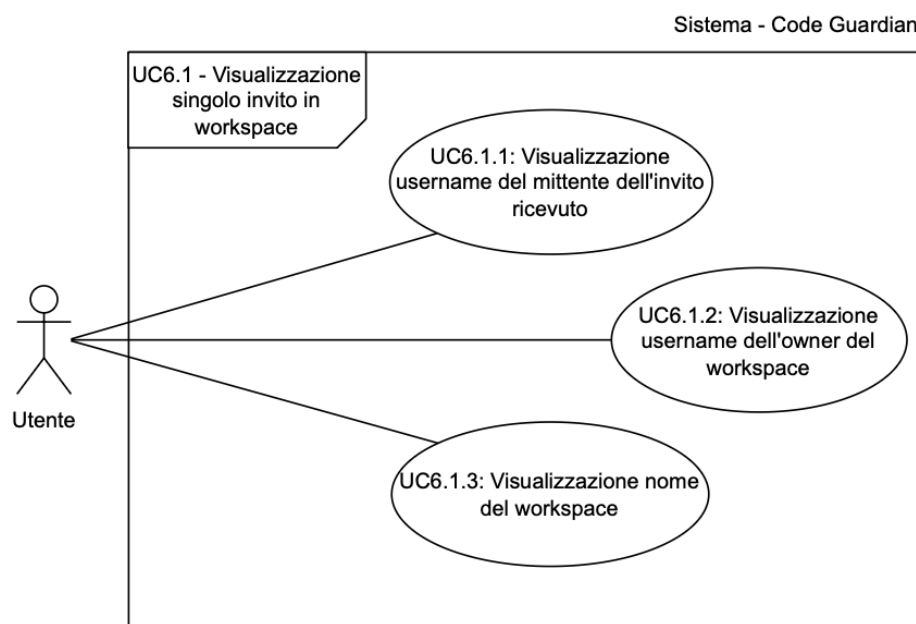 Sistema - Code Guardian
UC6.1 - Visualizzazione
singolo invito in
workspace
UC6.1.1: Visualizzazione
username del mittente dell'invito
ricevuto
UC6.1.2: Visualizzazione
username dell'owner del
workspace
Utente
UC6.1.3: Visualizzazione nome
del workspace